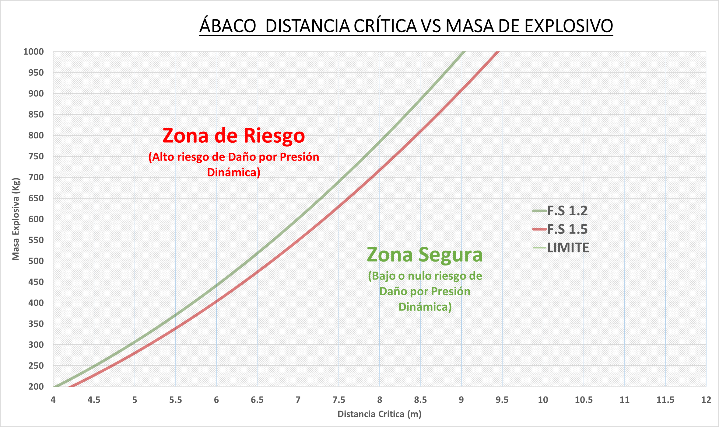 ÁBACO DISTANCIA CRÍTICA VS MASA DE EXPLOSIVO
Masa Explosiva (Kg)
1000
950
900
850
800
750
700
650
600
550
500
450
400
350
300
250
200
Zona de Riesgo
(Alto riesgo de Daño por Presión
Dinámica)
Zona Segura
(Bajo o nulo riesgo de
Daño por Presión
Dinámica)
F.S 1.2
F.S 1.5
LIMITE
4 4.5 5 5.5 6 6.5 7 7.5 8 8.5 9 9.5 10 10.5 11 11.5 12
Distancia Critica (m)